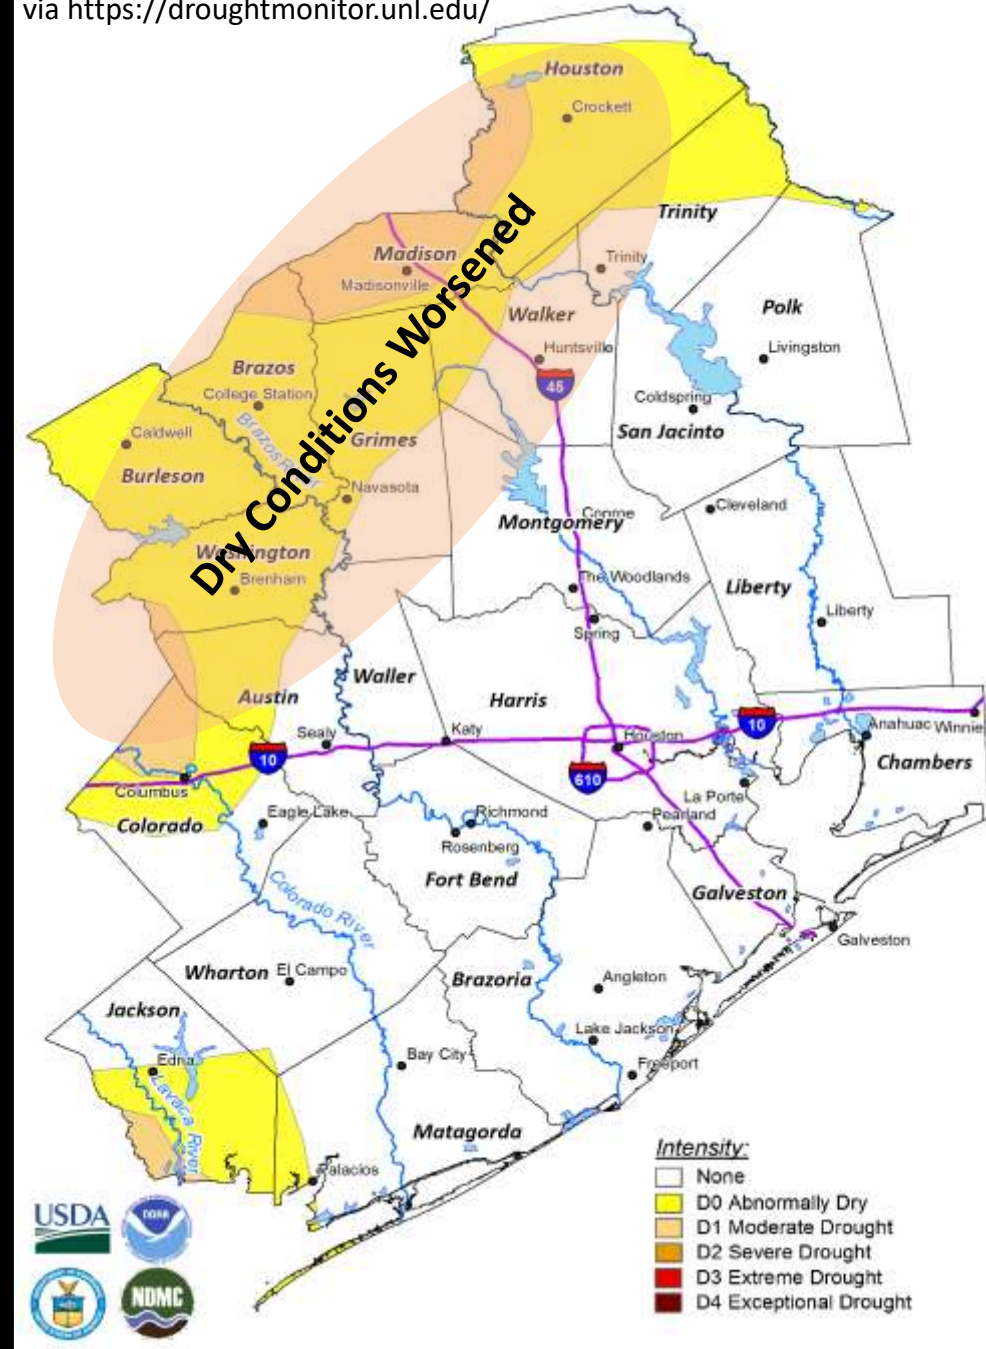 via https://droughtmonitor.unl.edu/
Houston
Crockett
Trinity
Madison
Madisonville
Trinity
Walker
Polk
Huntsville
Livingston
45
Brazos
College Station
Coldspring
San Jacinto
Caldwell
Brazos
Grimes
Burleson
Navasota
Dry Conditions Worsened
Conroe
Montgomery
Cleveland
Washington
Brenham
The Woodlands
Liberty
Liberty
Spring
Waller
Austin
Harris
Sealy
Katy
Houston
10
Anahuac
Winnie
10
610
Chambers
Columbus
La Porte
Colorado
Eagle Lake
Richmond
Pearland
Rosenberg
Fort Bend
Galveston
Colorado River
Galveston
Wharton
El Campo
Brazoria
Angleton
Jackson
Lake Jackson
Edna
Bay City
Freeport
Lavaca River
Matagorda
Palacios
Intensity:
None
D0 Abnormally Dry
D1 Moderate Drought
D2 Severe Drought
D3 Extreme Drought
D4 Exceptional Drought
USDA
NOAA
NDMC